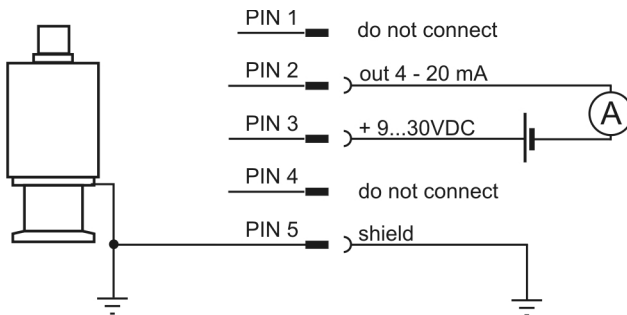 PIN 1 do not connect
PIN 2 out 4 - 20 mA
A
PIN 3 + 9...30VDC
PIN 4 do not connect
PIN 5 shield